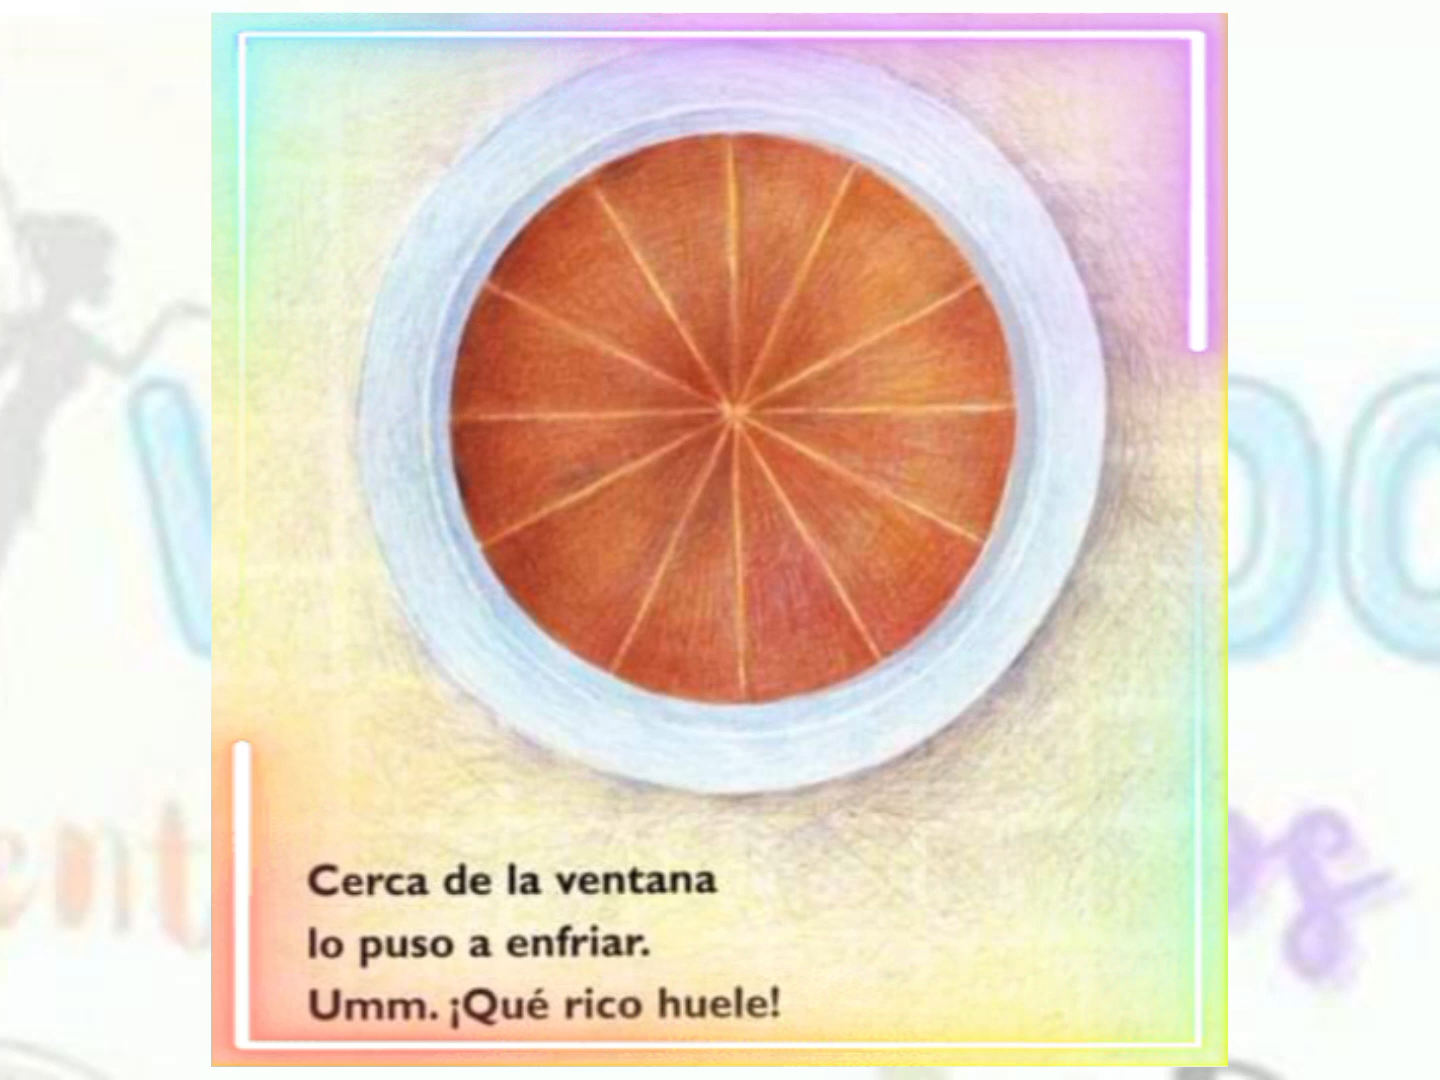 Cerca de la ventana
lo puso a enfriar.
Umm. ¡Qué rico huele!